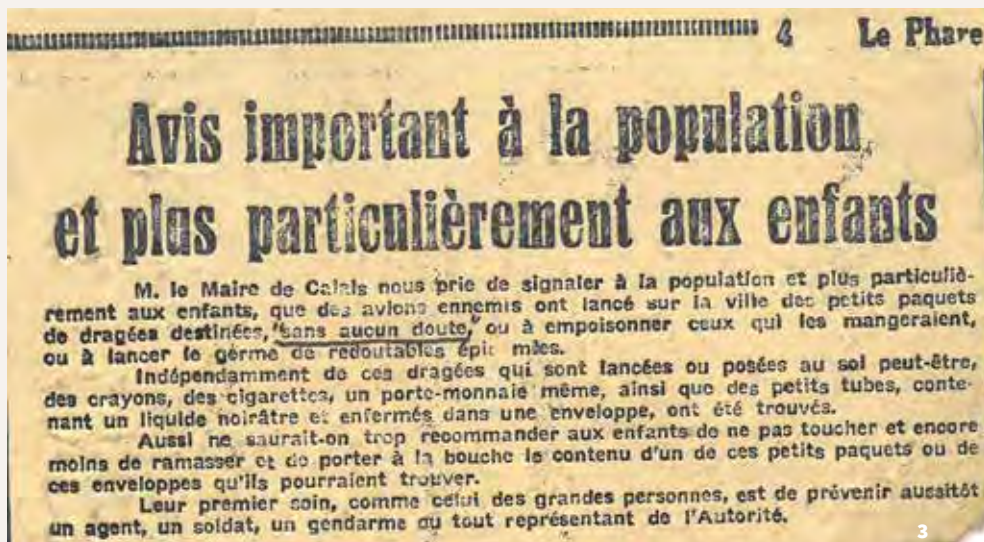 4 Le Phare
Avis important à la population
et plus particulièrement aux enfants
M. le Maire de Calais nous prie de signaler à la population et plus particuliè-
rement aux enfants, que des avions ennemis ont lancé sur la ville des petits paquets
de dragées destinées, "sans aucun doute," ou à empoisonner ceux qui les mangeraient,
ou à lancer le germe de redoutables épidémies.
Indépendamment de ces dragées qui sont lancées ou posées au sol peut-être,
des crayons, des cigarettes, un porte-monnaie même, ainsi que des petits tubes, conte-
nant un liquide noirâtre et enfermés dans une enveloppe, ont été trouvés.
Aussi ne saurait-on trop recommander aux enfants de ne pas toucher et encore
moins de ramasser et de porter à la bouche le contenu d'un de ces petits paquets ou de
ces enveloppes qu'ils pourraient trouver.
Leur premier soin, comme celui des grandes personnes, est de prévenir aussitôt
un agent, un soldat, un gendarme ou tout représentant de l'Autorité.
3